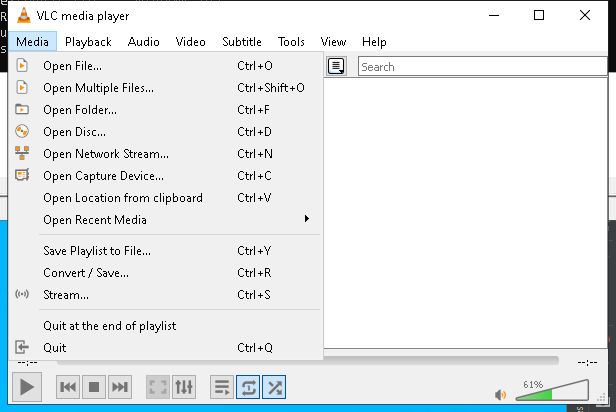 VLC media player
Media Playback Audio Video Subtitle Tools View Help
Open File... Ctrl+O
Search
Open Multiple Files... Ctrl+Shift+O
Open Folder... Ctrl+F
Open Disc... Ctrl+D
Open Network Stream... Ctrl+N
Open Capture Device... Ctrl+C
Open Location from clipboard Ctrl+V
Open Recent Media
Save Playlist to File... Ctrl+Y
Convert / Save... Ctrl+R
Stream... Ctrl+S
Quit at the end of playlist
Quit Ctrl+Q
--:-- --:--
61%